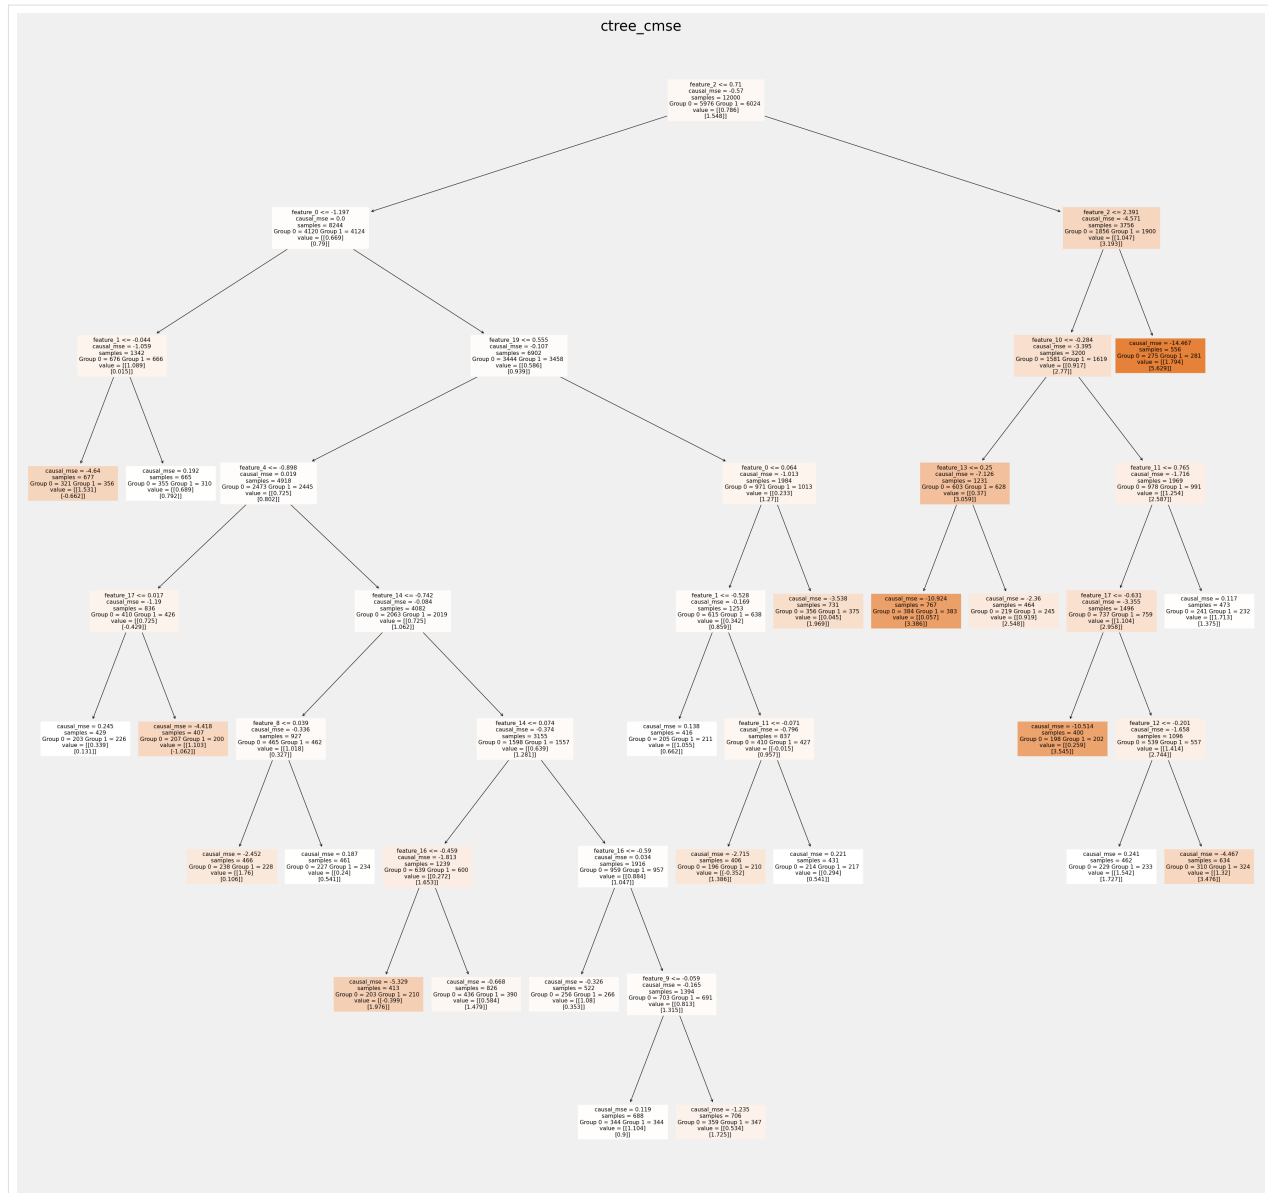 ctree_cmse
feature_2 <= 0.71
causal_mse = -0.57
samples = 12000
Group 0 = 5976 Group 1 = 6024
value = [[0.786]
[1.548]]
feature_0 <= -1.197
causal_mse = 0.0
samples = 8244
Group 0 = 4120 Group 1 = 4124
value = [[0.669]
[0.79]]
feature_2 <= 2.391
causal_mse = -4.571
samples = 3756
Group 0 = 1856 Group 1 = 1900
value = [[1.047]
[3.193]]
feature_1 <= -0.044
causal_mse = -1.059
samples = 1342
Group 0 = 676 Group 1 = 666
value = [[1.089]
[0.015]]
feature_19 <= 0.555
causal_mse = -0.107
samples = 6902
Group 0 = 3444 Group 1 = 3458
value = [[0.586]
[0.939]]
feature_10 <= -0.284
causal_mse = -3.395
samples = 3200
Group 0 = 1581 Group 1 = 1619
value = [[0.917]
[2.77]]
causal_mse = -14.467
samples = 556
Group 0 = 275 Group 1 = 281
value = [[1.794]
[5.629]]
causal_mse = -4.64
samples = 677
Group 0 = 321 Group 1 = 356
value = [[1.531]
[-0.662]]
causal_mse = 0.192
samples = 665
Group 0 = 355 Group 1 = 310
value = [[0.689]
[0.792]]
feature_4 <= -0.898
causal_mse = 0.019
samples = 4918
Group 0 = 2473 Group 1 = 2445
value = [[0.725]
[0.802]]
feature_0 <= 0.064
causal_mse = -1.013
samples = 1984
Group 0 = 971 Group 1 = 1013
value = [[0.233]
[1.27]]
feature_13 <= 0.25
causal_mse = -7.126
samples = 1231
Group 0 = 603 Group 1 = 628
value = [[0.37]
[3.059]]
feature_11 <= 0.765
causal_mse = -1.716
samples = 1969
Group 0 = 978 Group 1 = 991
value = [[1.254]
[2.587]]
feature_17 <= 0.017
causal_mse = -1.19
samples = 836
Group 0 = 410 Group 1 = 426
value = [[0.725]
[-0.429]]
feature_14 <= -0.742
causal_mse = -0.084
samples = 4082
Group 0 = 2063 Group 1 = 2019
value = [[0.725]
[1.062]]
feature_1 <= -0.528
causal_mse = -0.169
samples = 1253
Group 0 = 615 Group 1 = 638
value = [[0.342]
[0.859]]
causal_mse = -3.538
samples = 731
Group 0 = 356 Group 1 = 375
value = [[0.045]
[1.969]]
causal_mse = -10.924
samples = 767
Group 0 = 384 Group 1 = 383
value = [[0.057]
[3.386]]
causal_mse = -2.36
samples = 464
Group 0 = 219 Group 1 = 245
value = [[0.919]
[2.548]]
feature_17 <= -0.631
causal_mse = -3.355
samples = 1496
Group 0 = 737 Group 1 = 759
value = [[1.104]
[2.958]]
causal_mse = 0.117
samples = 473
Group 0 = 241 Group 1 = 232
value = [[1.713]
[1.375]]
causal_mse = 0.245
samples = 429
Group 0 = 203 Group 1 = 226
value = [[0.339]
[0.131]]
causal_mse = -4.418
samples = 407
Group 0 = 207 Group 1 = 200
value = [[1.103]
[-1.062]]
feature_8 <= 0.039
causal_mse = -0.336
samples = 927
Group 0 = 465 Group 1 = 462
value = [[1.018]
[0.327]]
feature_14 <= 0.074
causal_mse = -0.374
samples = 3155
Group 0 = 1598 Group 1 = 1557
value = [[0.639]
[1.281]]
causal_mse = 0.138
samples = 416
Group 0 = 205 Group 1 = 211
value = [[1.055]
[0.662]]
feature_11 <= -0.071
causal_mse = -0.796
samples = 837
Group 0 = 410 Group 1 = 427
value = [[-0.015]
[0.957]]
causal_mse = -10.514
samples = 400
Group 0 = 198 Group 1 = 202
value = [[0.259]
[3.545]]
feature_12 <= -0.201
causal_mse = -1.658
samples = 1096
Group 0 = 539 Group 1 = 557
value = [[1.414]
[2.744]]
causal_mse = -2.452
samples = 466
Group 0 = 238 Group 1 = 228
value = [[1.76]
[0.106]]
causal_mse = 0.187
samples = 461
Group 0 = 227 Group 1 = 234
value = [[0.24]
[0.541]]
feature_16 <= -0.459
causal_mse = -1.813
samples = 1239
Group 0 = 639 Group 1 = 600
value = [[0.272]
[1.653]]
feature_16 <= -0.59
causal_mse = 0.034
samples = 1916
Group 0 = 959 Group 1 = 957
value = [[0.884]
[1.047]]
causal_mse = -2.715
samples = 406
Group 0 = 196 Group 1 = 210
value = [[-0.352]
[1.386]]
causal_mse = 0.221
samples = 431
Group 0 = 214 Group 1 = 217
value = [[0.294]
[0.541]]
causal_mse = 0.241
samples = 462
Group 0 = 229 Group 1 = 233
value = [[1.542]
[1.727]]
causal_mse = -4.467
samples = 634
Group 0 = 310 Group 1 = 324
value = [[1.32]
[3.476]]
causal_mse = -5.329
samples = 413
Group 0 = 203 Group 1 = 210
value = [[-0.399]
[1.976]]
causal_mse = -0.668
samples = 826
Group 0 = 436 Group 1 = 390
value = [[0.584]
[1.479]]
causal_mse = -0.326
samples = 522
Group 0 = 256 Group 1 = 266
value = [[1.08]
[0.353]]
feature_9 <= -0.059
causal_mse = -0.165
samples = 1394
Group 0 = 703 Group 1 = 691
value = [[0.813]
[1.315]]
causal_mse = 0.119
samples = 688
Group 0 = 344 Group 1 = 344
value = [[1.104]
[0.9]]
causal_mse = -1.235
samples = 706
Group 0 = 359 Group 1 = 347
value = [[0.534]
[1.725]]